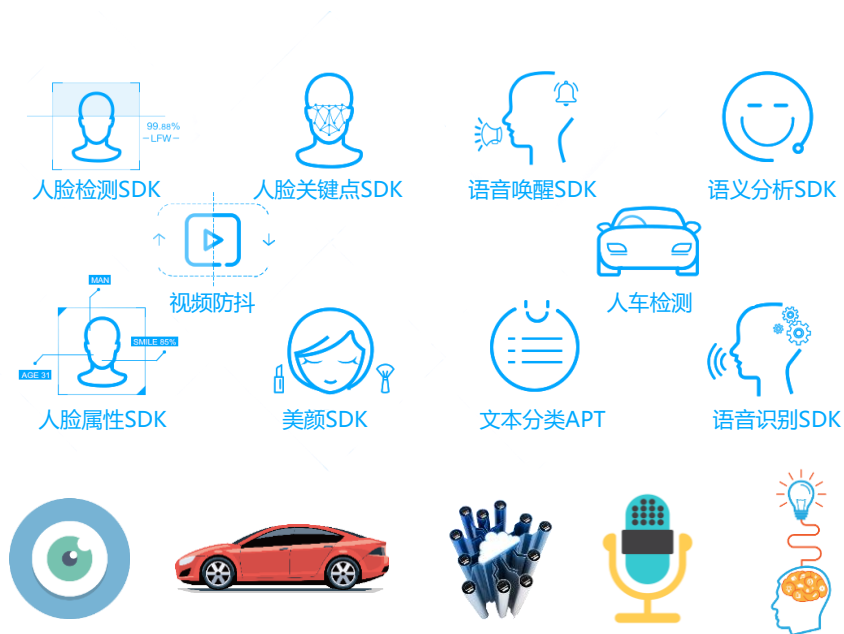 99.88%
LFW
人脸检测SDK
人脸关键点SDK
语音唤醒SDK
语义分析SDK
视频防抖
人车检测
MAN
SMILE 85%
AGE 31
人脸属性SDK
美颜SDK
文本分类APT
语音识别SDK